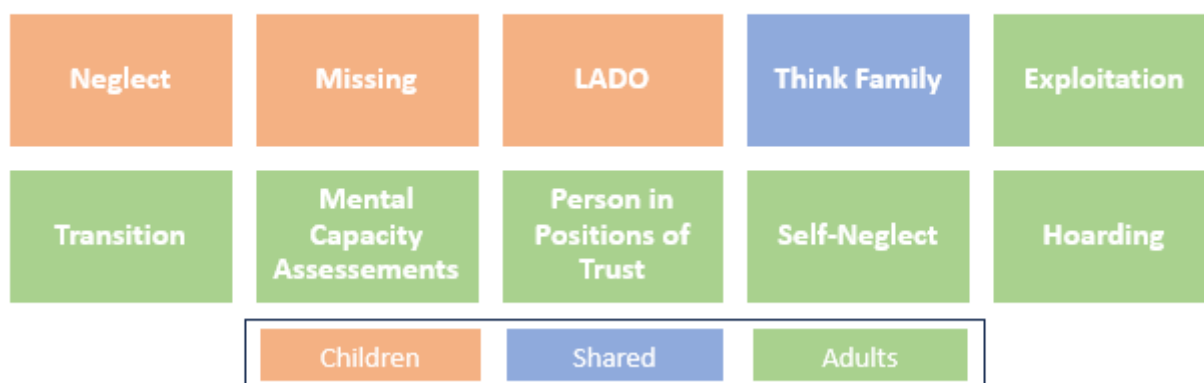 Neglect
Missing
LADO
Think Family
Exploitation
Transition
Mental
Capacity
Assessements
Person in
Positions of
Trust
Self-Neglect
Hoarding
Children
Shared
Adults